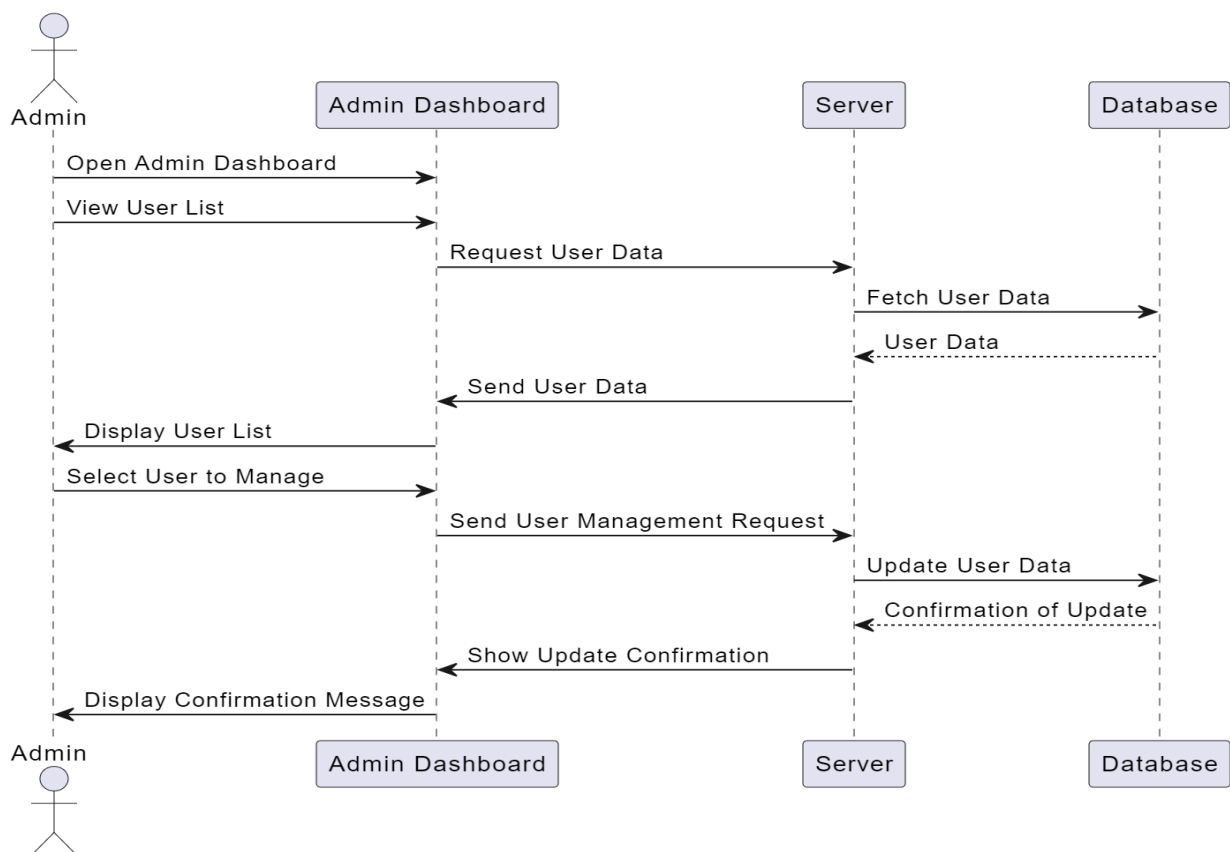 Admin
Admin Dashboard
Server
Database
Open Admin Dashboard
View User List
Request User Data
Fetch User Data
User Data
Send User Data
Display User List
Select User to Manage
Send User Management Request
Update User Data
Confirmation of Update
Show Update Confirmation
Display Confirmation Message
Admin
Admin Dashboard
Server
Database